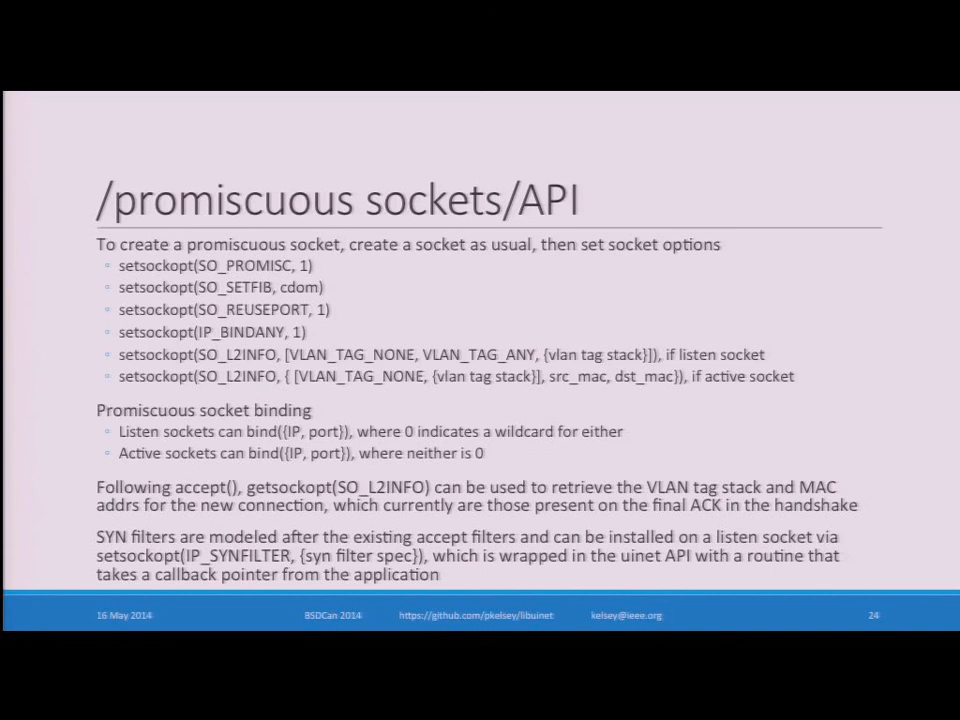 /promiscuous sockets/API
To create a promiscuous socket, create a socket as usual, then set socket options
▫ setsockopt(SO_PROMISC, 1)
▫ setsockopt(SO_SETFIB, cdom)
▫ setsockopt(SO_REUSEPORT, 1)
▫ setsockopt(IP_BINDANY, 1)
▫ setsockopt(SO_L2INFO, [VLAN_TAG_NONE, VLAN_TAG_ANY, {vlan tag stack}]), if listen socket
▫ setsockopt(SO_L2INFO, { [VLAN_TAG_NONE, {vlan tag stack}], src_mac, dst_mac}), if active socket
Promiscuous socket binding
▫ Listen sockets can bind({IP, port}), where 0 indicates a wildcard for either
▫ Active sockets can bind({IP, port}), where neither is 0
Following accept(), getsockopt(SO_L2INFO) can be used to retrieve the VLAN tag stack and MAC
addrs for the new connection, which currently are those present on the final ACK in the handshake
SYN filters are modeled after the existing accept filters and can be installed on a listen socket via
setsockopt(IP_SYNFILTER, {syn filter spec}), which is wrapped in the uinet API with a routine that
takes a callback pointer from the application
16 May 2014 BSDCan 2014 https://github.com/pkelsey/libuinet kelsey@ieee.org 24